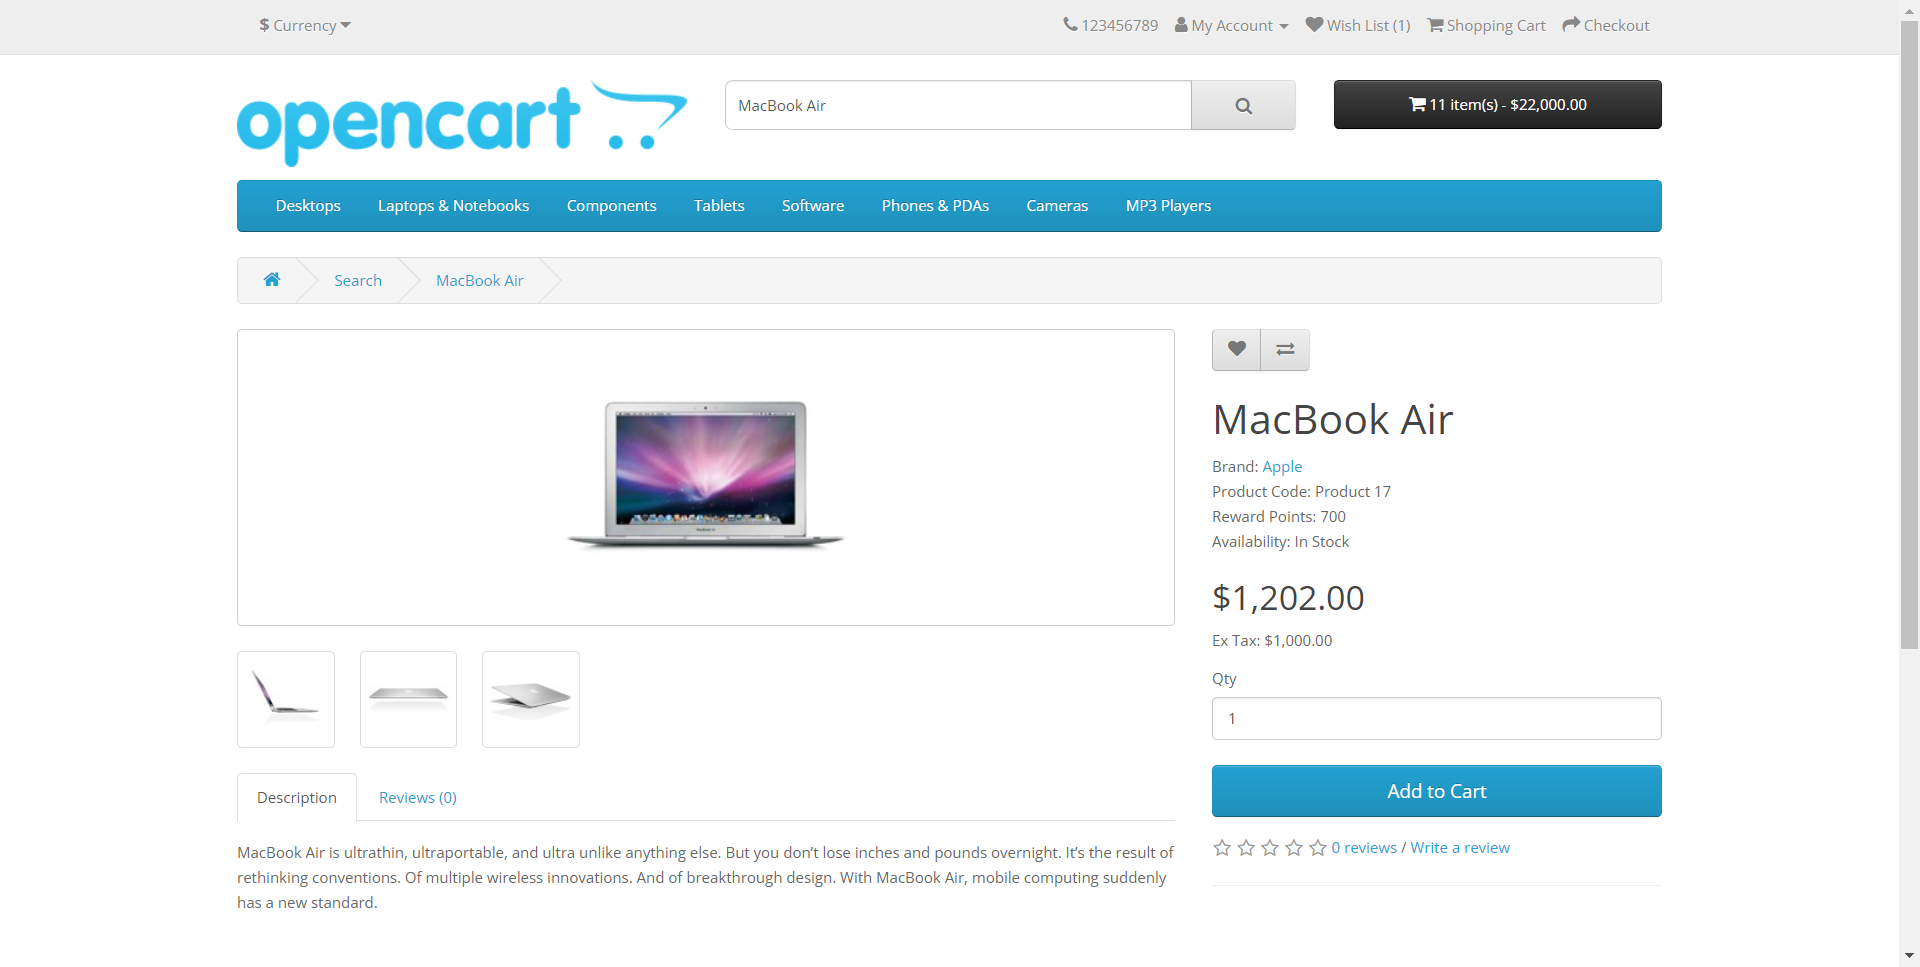 $ Currency
123456789 My Account Wish List (1) Shopping Cart Checkout
opencart
MacBook Air
11 item(s) - $22,000.00
Desktops Laptops & Notebooks Components Tablets Software Phones & PDAs Cameras MP3 Players
Search MacBook Air
MacBook Air
Brand: Apple
Product Code: Product 17
Reward Points: 700
Availability: In Stock
$1,202.00
Ex Tax: $1,000.00
Qty
1
Add to Cart
0 reviews / Write a review
Description Reviews (0)
MacBook Air is ultrathin, ultraportable, and ultra unlike anything else. But you don’t lose inches and pounds overnight. It’s the result of
rethinking conventions. Of multiple wireless innovations. And of breakthrough design. With MacBook Air, mobile computing suddenly
has a new standard.